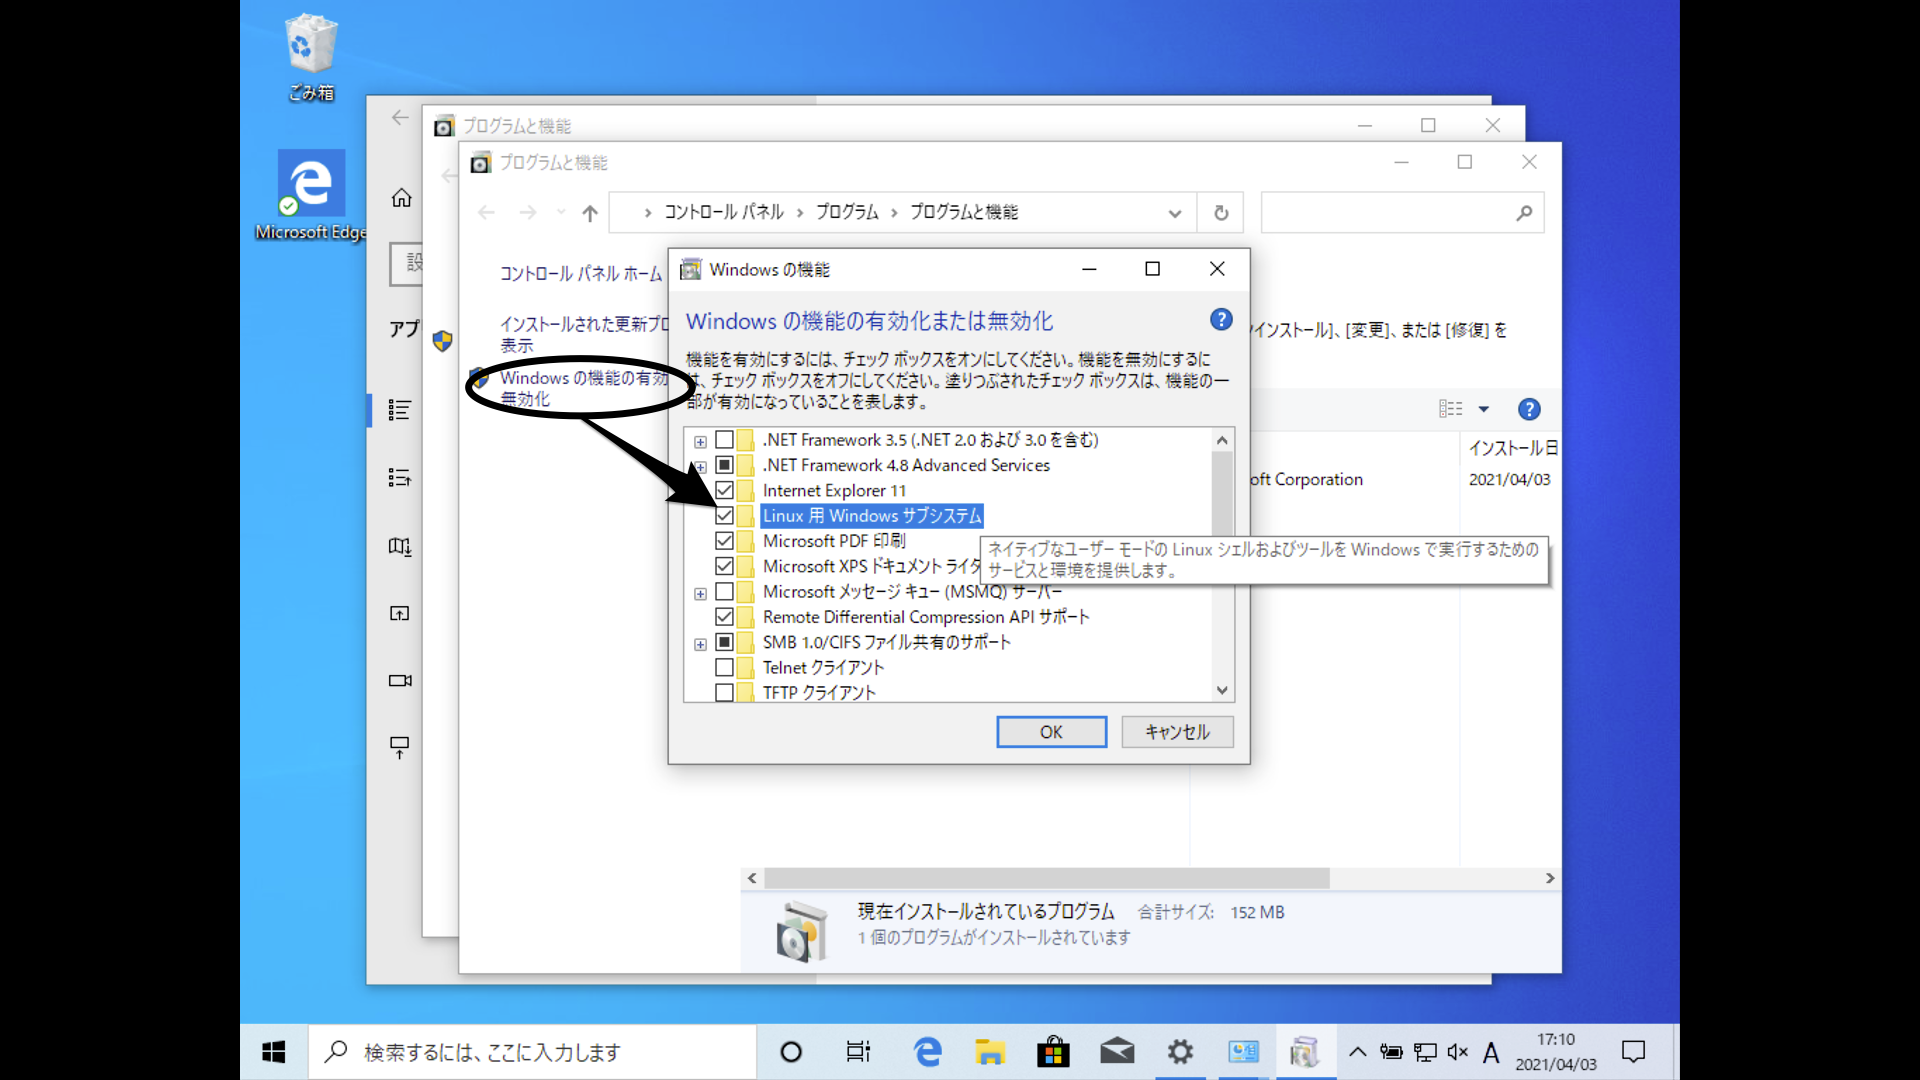 ごみ箱
Microsoft Edge
設
アプ
プログラムと機能
プログラムと機能
コントロール パネル › プログラム › プログラムと機能
コントロール パネル ホーム
インストールされた更新プロ
表示
Windows の機能の有効
無効化
インストール]、[変更]、または [修復] を
インストール日
oft Corporation
2021/04/03
Windows の機能
Windows の機能の有効化または無効化
機能を有効にするには、チェック ボックスをオンにしてください。機能を無効にするに
は、チェック ボックスをオフにしてください。塗りつぶされたチェック ボックスは、機能の一
部が有効になっていることを表します。
.NET Framework 3.5 (.NET 2.0 および 3.0 を含む)
.NET Framework 4.8 Advanced Services
Internet Explorer 11
Linux 用 Windows サブシステム
Microsoft PDF 印刷
Microsoft XPS ドキュメント ライタ
Microsoft メッセージ キュー (MSMQ) サーバー
Remote Differential Compression API サポート
SMB 1.0/CIFS ファイル共有のサポート
Telnet クライアント
TFTP クライアント
ネイティブなユーザー モードの Linux シェルおよびツールを Windows で実行するための
サービスと環境を提供します。
OK
キャンセル
現在インストールされているプログラム 合計サイズ: 152 MB
1 個のプログラムがインストールされています
検索するには、ここに入力します
A
17:10
2021/04/03